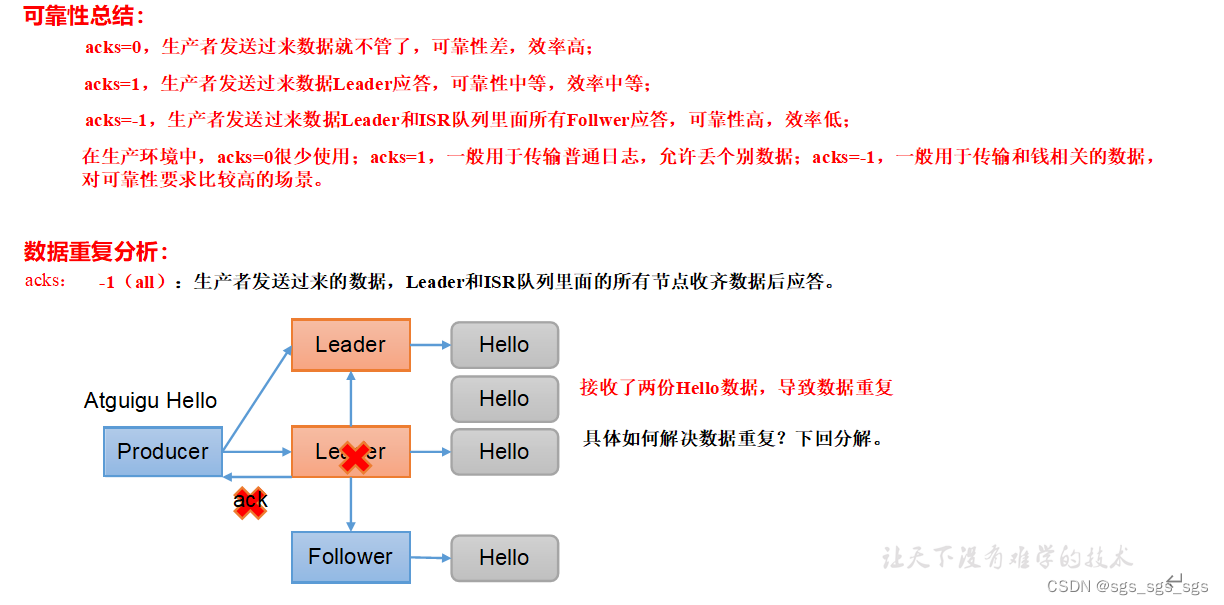 可靠性总结：
acks=0，生产者发送过来数据就不管了，可靠性差，效率高；
acks=1，生产者发送过来数据Leader应答，可靠性中等，效率中等；
acks=-1，生产者发送过来数据Leader和ISR队列里面所有Follwer应答，可靠性高，效率低；
在生产环境中，acks=0很少使用；acks=1，一般用于传输普通日志，允许丢个别数据；acks=-1，一般用于传输和钱相关的数据，
对可靠性要求比较高的场景。
数据重复分析：
acks： -1（all）：生产者发送过来的数据，Leader和ISR队列里面的所有节点收齐数据后应答。
Leader
Hello
Hello
接收了两份Hello数据，导致数据重复
Atguigu Hello
Producer
Leader
Hello
具体如何解决数据重复？下回分解。
ack
Follower
Hello
让天下没有难学的技术
CSDN @sgs_sgs_sgs